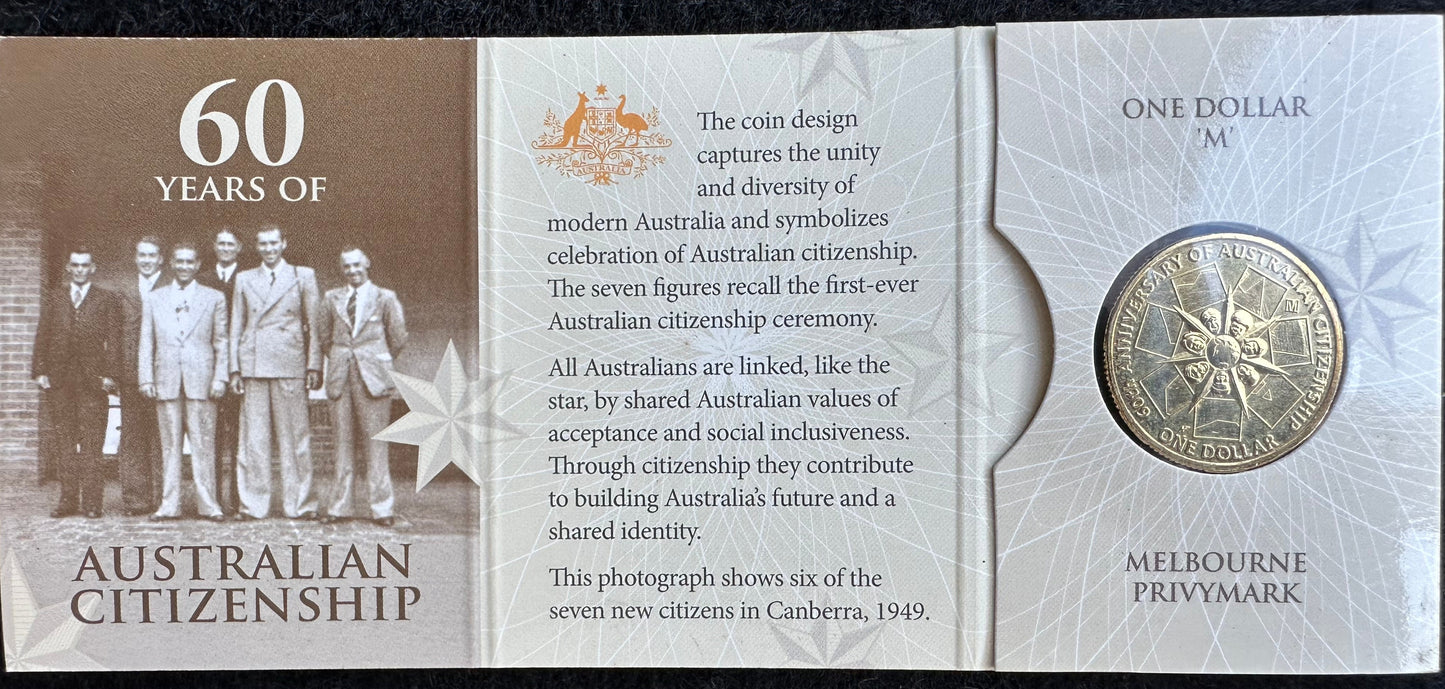 60
YEARS OF
AUSTRALIAN
CITIZENSHIP
AUSTRALIA
The coin design
captures the unity
and diversity of
modern Australia and symbolizes
celebration of Australian citizenship.
The seven figures recall the first-ever
Australian citizenship ceremony.
All Australians are linked, like the
star, by shared Australian values of
acceptance and social inclusiveness.
Through citizenship they contribute
to building Australia's future and a
shared identity.
This photograph shows six of the
seven new citizens in Canberra, 1949.
ONE DOLLAR
'M'
60TH ANNIVERSARY OF AUSTRALIAN CITIZENSHIP
M
ONE DOLLAR
MELBOURNE
PRIVYMARK